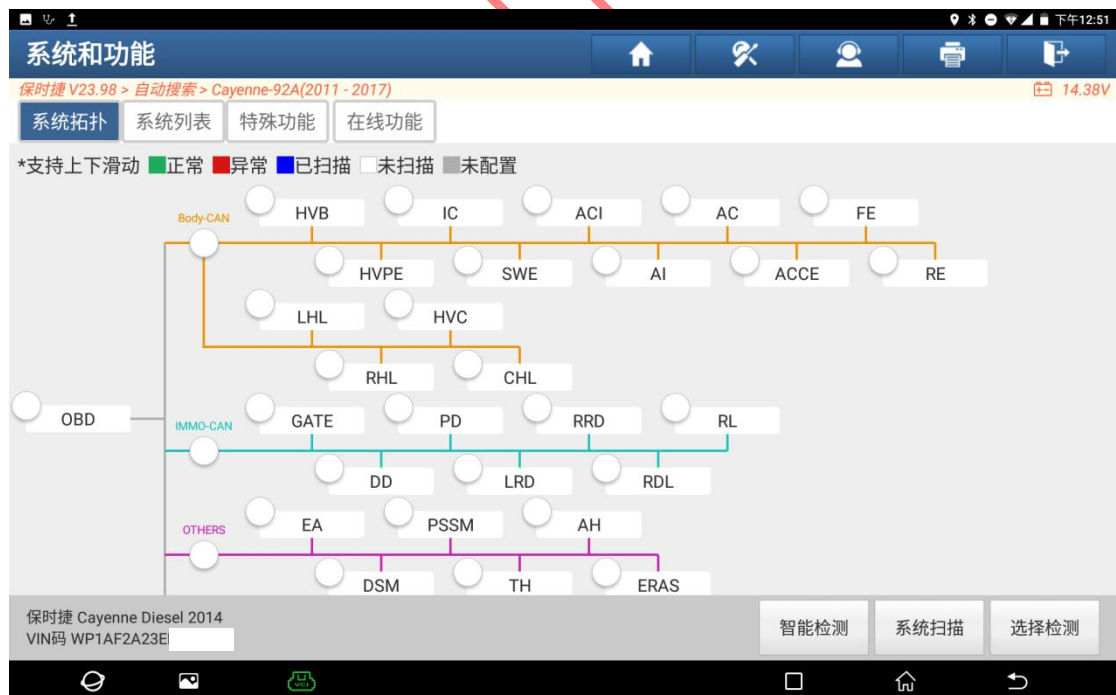 下午12:51
系统和功能
保时捷 V23.98 > 自动搜索 > Cayenne-92A(2011 - 2017) 14.38V
系统拓扑 系统列表 特殊功能 在线功能
*支持上下滑动 正常 异常 已扫描 未扫描 未配置
Body-CAN HVB IC ACI AC FE
HVPE SWE AI ACCE RE
LHL HVC
RHL CHL
OBD IMMO-CAN GATE PD RRD RL
DD LRD RDL
OTHERS EA PSSM AH
DSM TH ERAS
保时捷 Cayenne Diesel 2014
VIN码 WP1AF2A23E
智能检测 系统扫描 选择检测
VCI